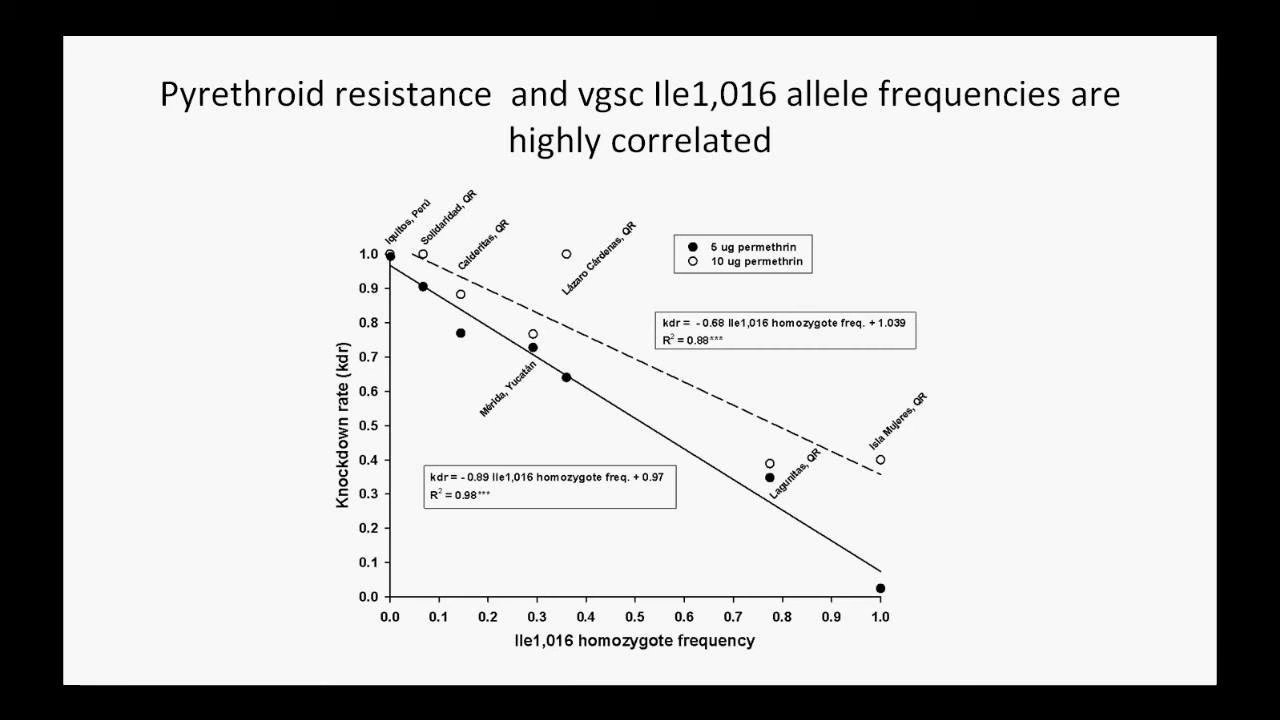 Pyrethroid resistance  and vgsc Ile1,016 allele frequencies are
highly correlated
Iquitos, Perú
Solidaridad, QR
Calderitas, QR
Lázaro Cárdenas, QR
5 ug permethrin
10 ug permethrin
kdr = - 0.68 Ile1,016 homozygote freq. + 1.039
R² = 0.88***
Mérida, Yucatán
Isla Mujeres, QR
Lagunitas, QR
kdr = - 0.89 Ile1,016 homozygote freq. + 0.97
R² = 0.98***
Knockdown rate (kdr)
1.0
0.9
0.8
0.7
0.6
0.5
0.4
0.3
0.2
0.1
0.0
0.0 0.1 0.2 0.3 0.4 0.5 0.6 0.7 0.8 0.9 1.0
Ile1,016 homozygote frequency